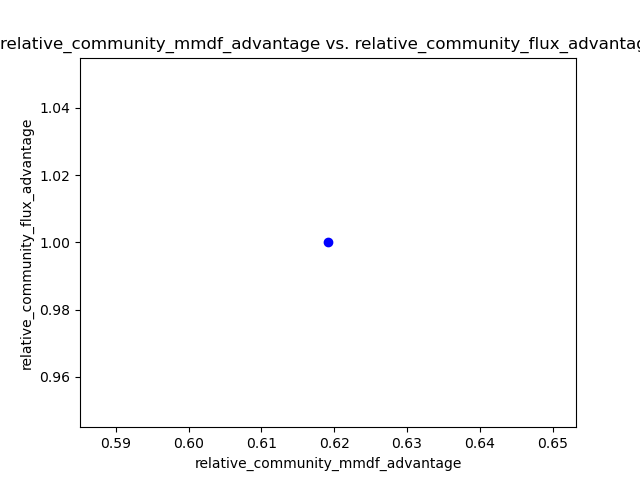 relative_community_mmdf_advantage vs. relative_community_flux_advantag
1.04
1.02
1.00
0.98
0.96
relative_community_flux_advantage
0.59 0.60 0.61 0.62 0.63 0.64 0.65
relative_community_mmdf_advantage